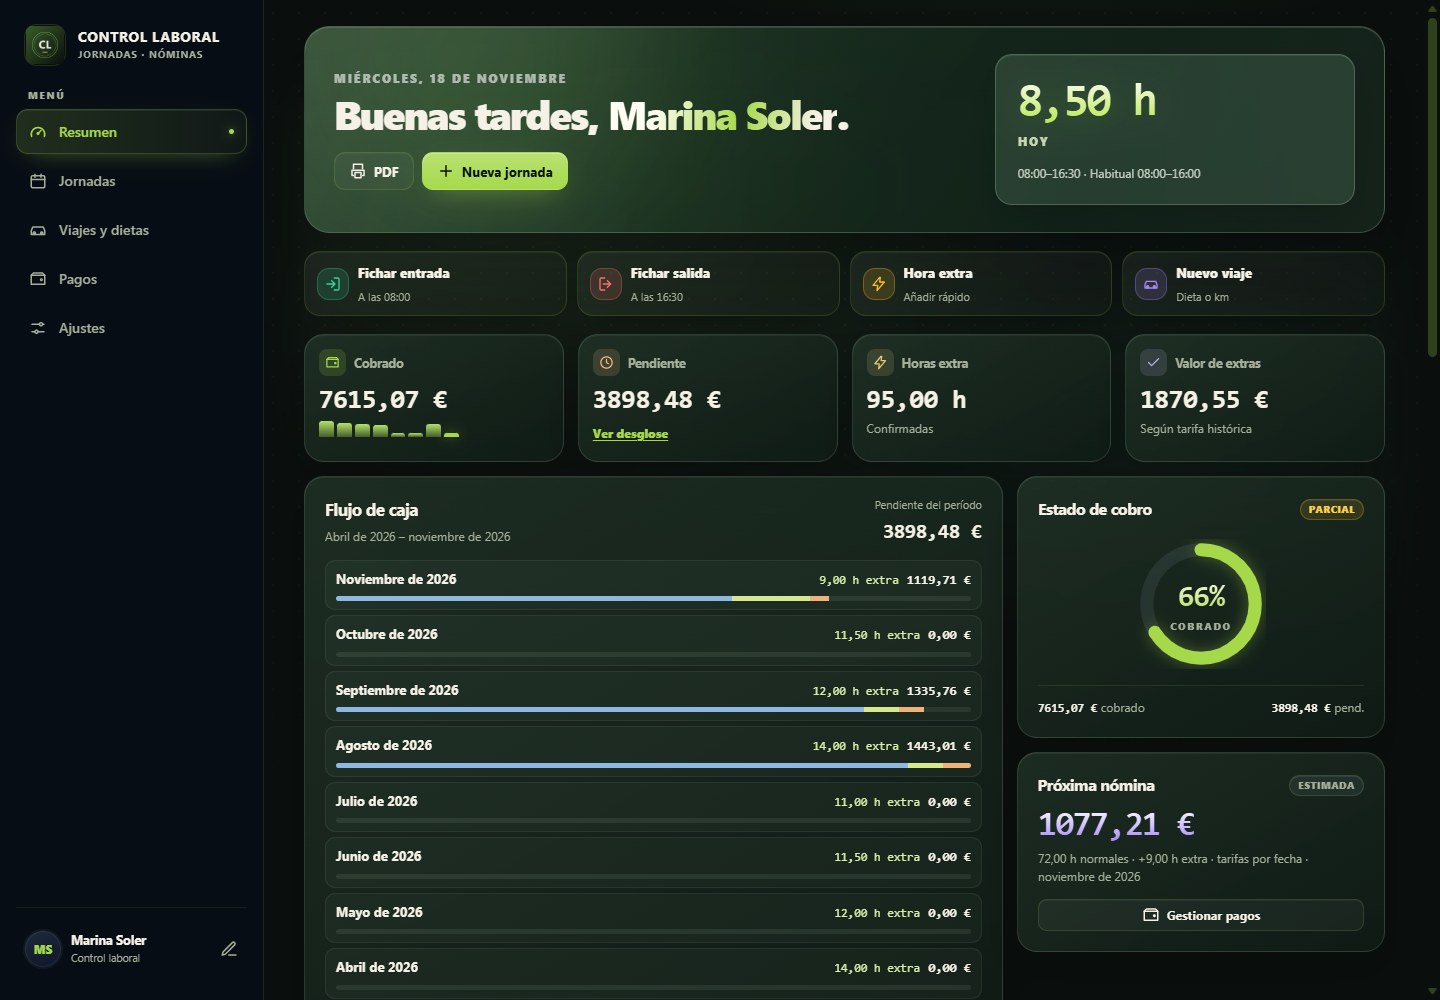 CL
CONTROL LABORAL
JORNADAS · NÓMINAS
MENÚ
Resumen
Jornadas
Viajes y dietas
Pagos
Ajustes
MS
Marina Soler
Control laboral
MIÉRCOLES, 18 DE NOVIEMBRE
Buenas tardes, Marina Soler.
PDF
Nueva jornada
8,50 h
HOY
08:00–16:30 · Habitual 08:00–16:00
Fichar entrada
A las 08:00
Fichar salida
A las 16:30
Hora extra
Añadir rápido
Nuevo viaje
Dieta o km
Cobrado
7615,07 €
Pendiente
3898,48 €
Ver desglose
Horas extra
95,00 h
Confirmadas
Valor de extras
1870,55 €
Según tarifa histórica
Flujo de caja
Abril de 2026 – noviembre de 2026
Pendiente del período
3898,48 €
Noviembre de 2026 9,00 h extra 1119,71 €
Octubre de 2026 11,50 h extra 0,00 €
Septiembre de 2026 12,00 h extra 1335,76 €
Agosto de 2026 14,00 h extra 1443,01 €
Julio de 2026 11,00 h extra 0,00 €
Junio de 2026 11,50 h extra 0,00 €
Mayo de 2026 12,00 h extra 0,00 €
Abril de 2026 14,00 h extra 0,00 €
Estado de cobro
PARCIAL
66%
COBRADO
7615,07 € cobrado
3898,48 € pend.
Próxima nómina
ESTIMADA
1077,21 €
72,00 h normales · +9,00 h extra · tarifas por fecha ·
noviembre de 2026
Gestionar pagos